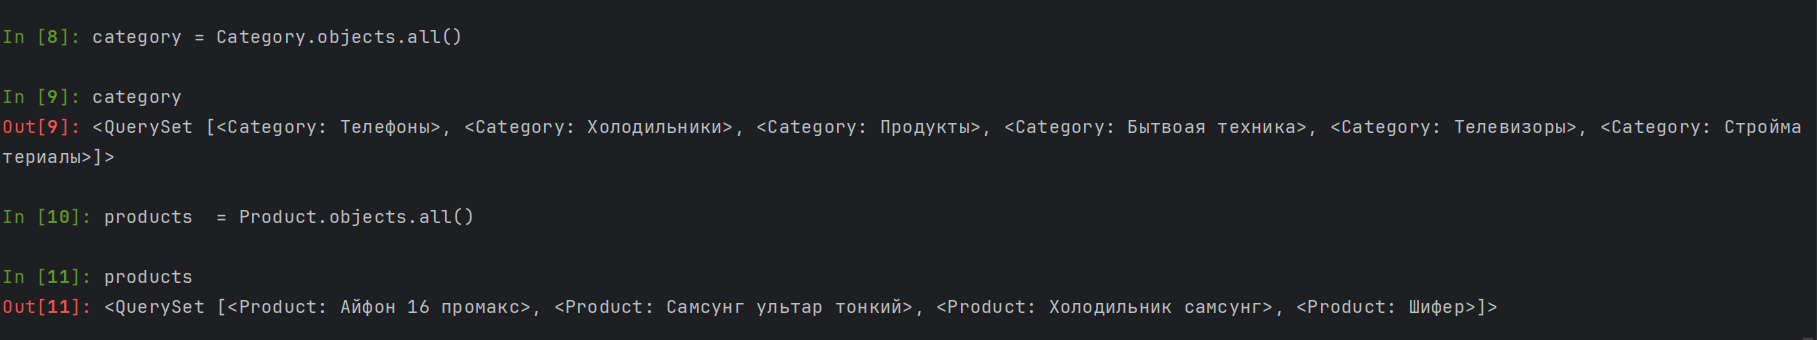 In [8]: category = Category.objects.all()
In [9]: category
Out[9]: <QuerySet [<Category: Телефоны>, <Category: Холодильники>, <Category: Продукты>, <Category: Бытвоая техника>, <Category: Телевизоры>, <Category: Строймa
териалы>]>
In [10]: products  = Product.objects.all()
In [11]: products
Out[11]: <QuerySet [<Product: Айфон 16 промакс>, <Product: Самсунг ультар тонкий>, <Product: Холодильник самсунг>, <Product: Шифер>]>